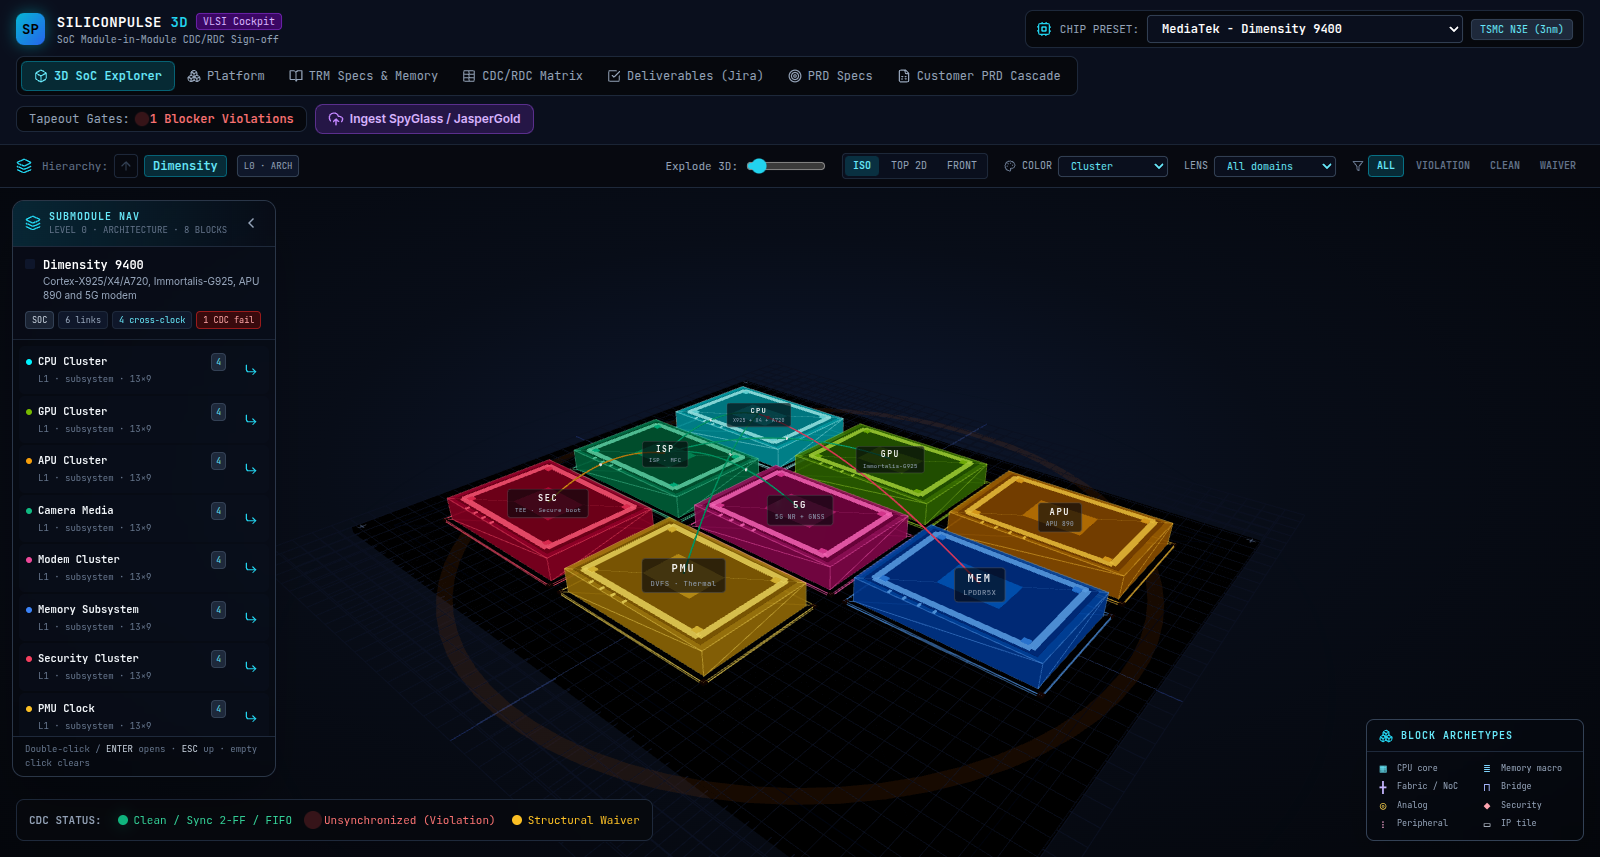 SP
SILICONPULSE 3D VLSI Cockpit
SoC Module-in-Module CDC/RDC Sign-off
CHIP PRESET: MediaTek - Dimensity 9400 TSMC N3E (3nm)
3D SoC Explorer Platform TRM Specs & Memory CDC/RDC Matrix Deliverables (Jira) PRD Specs Customer PRD Cascade
Tapeout Gates: 1 Blocker Violations Ingest SpyGlass / JasperGold
Hierarchy: Dimensity L0 · ARCH Explode 3D: ISO TOP 2D FRONT COLOR Cluster LENS All domains ALL VIOLATION CLEAN WAIVER
SUBMODULE NAV
LEVEL 0 · ARCHITECTURE · 8 BLOCKS
Dimensity 9400
Cortex-X925/X4/A720, Immortalis-G925, APU
890 and 5G modem
SOC 6 links 4 cross-clock 1 CDC fail
CPU Cluster 4
L1 · subsystem · 13×9
GPU Cluster 4
L1 · subsystem · 13×9
APU Cluster 4
L1 · subsystem · 13×9
Camera Media 4
L1 · subsystem · 13×9
Modem Cluster 4
L1 · subsystem · 13×9
Memory Subsystem 4
L1 · subsystem · 13×9
Security Cluster 4
L1 · subsystem · 13×9
PMU Clock 4
L1 · subsystem · 13×9
Double-click / ENTER opens · ESC up · empty
click clears
CPU
X925 + X4 + A720
ISP
ISP · MFC
GPU
Immortalis-G925
SEC
TEE · Secure boot
5G
5G NR + GNSS
APU
APU 890
PMU
DVFS · Thermal
MEM
LPDDR5X
BLOCK ARCHETYPES
CPU core Memory macro
Fabric / NoC Bridge
Analog Security
Peripheral IP tile
CDC STATUS: Clean / Sync 2-FF / FIFO Unsynchronized (Violation) Structural Waiver